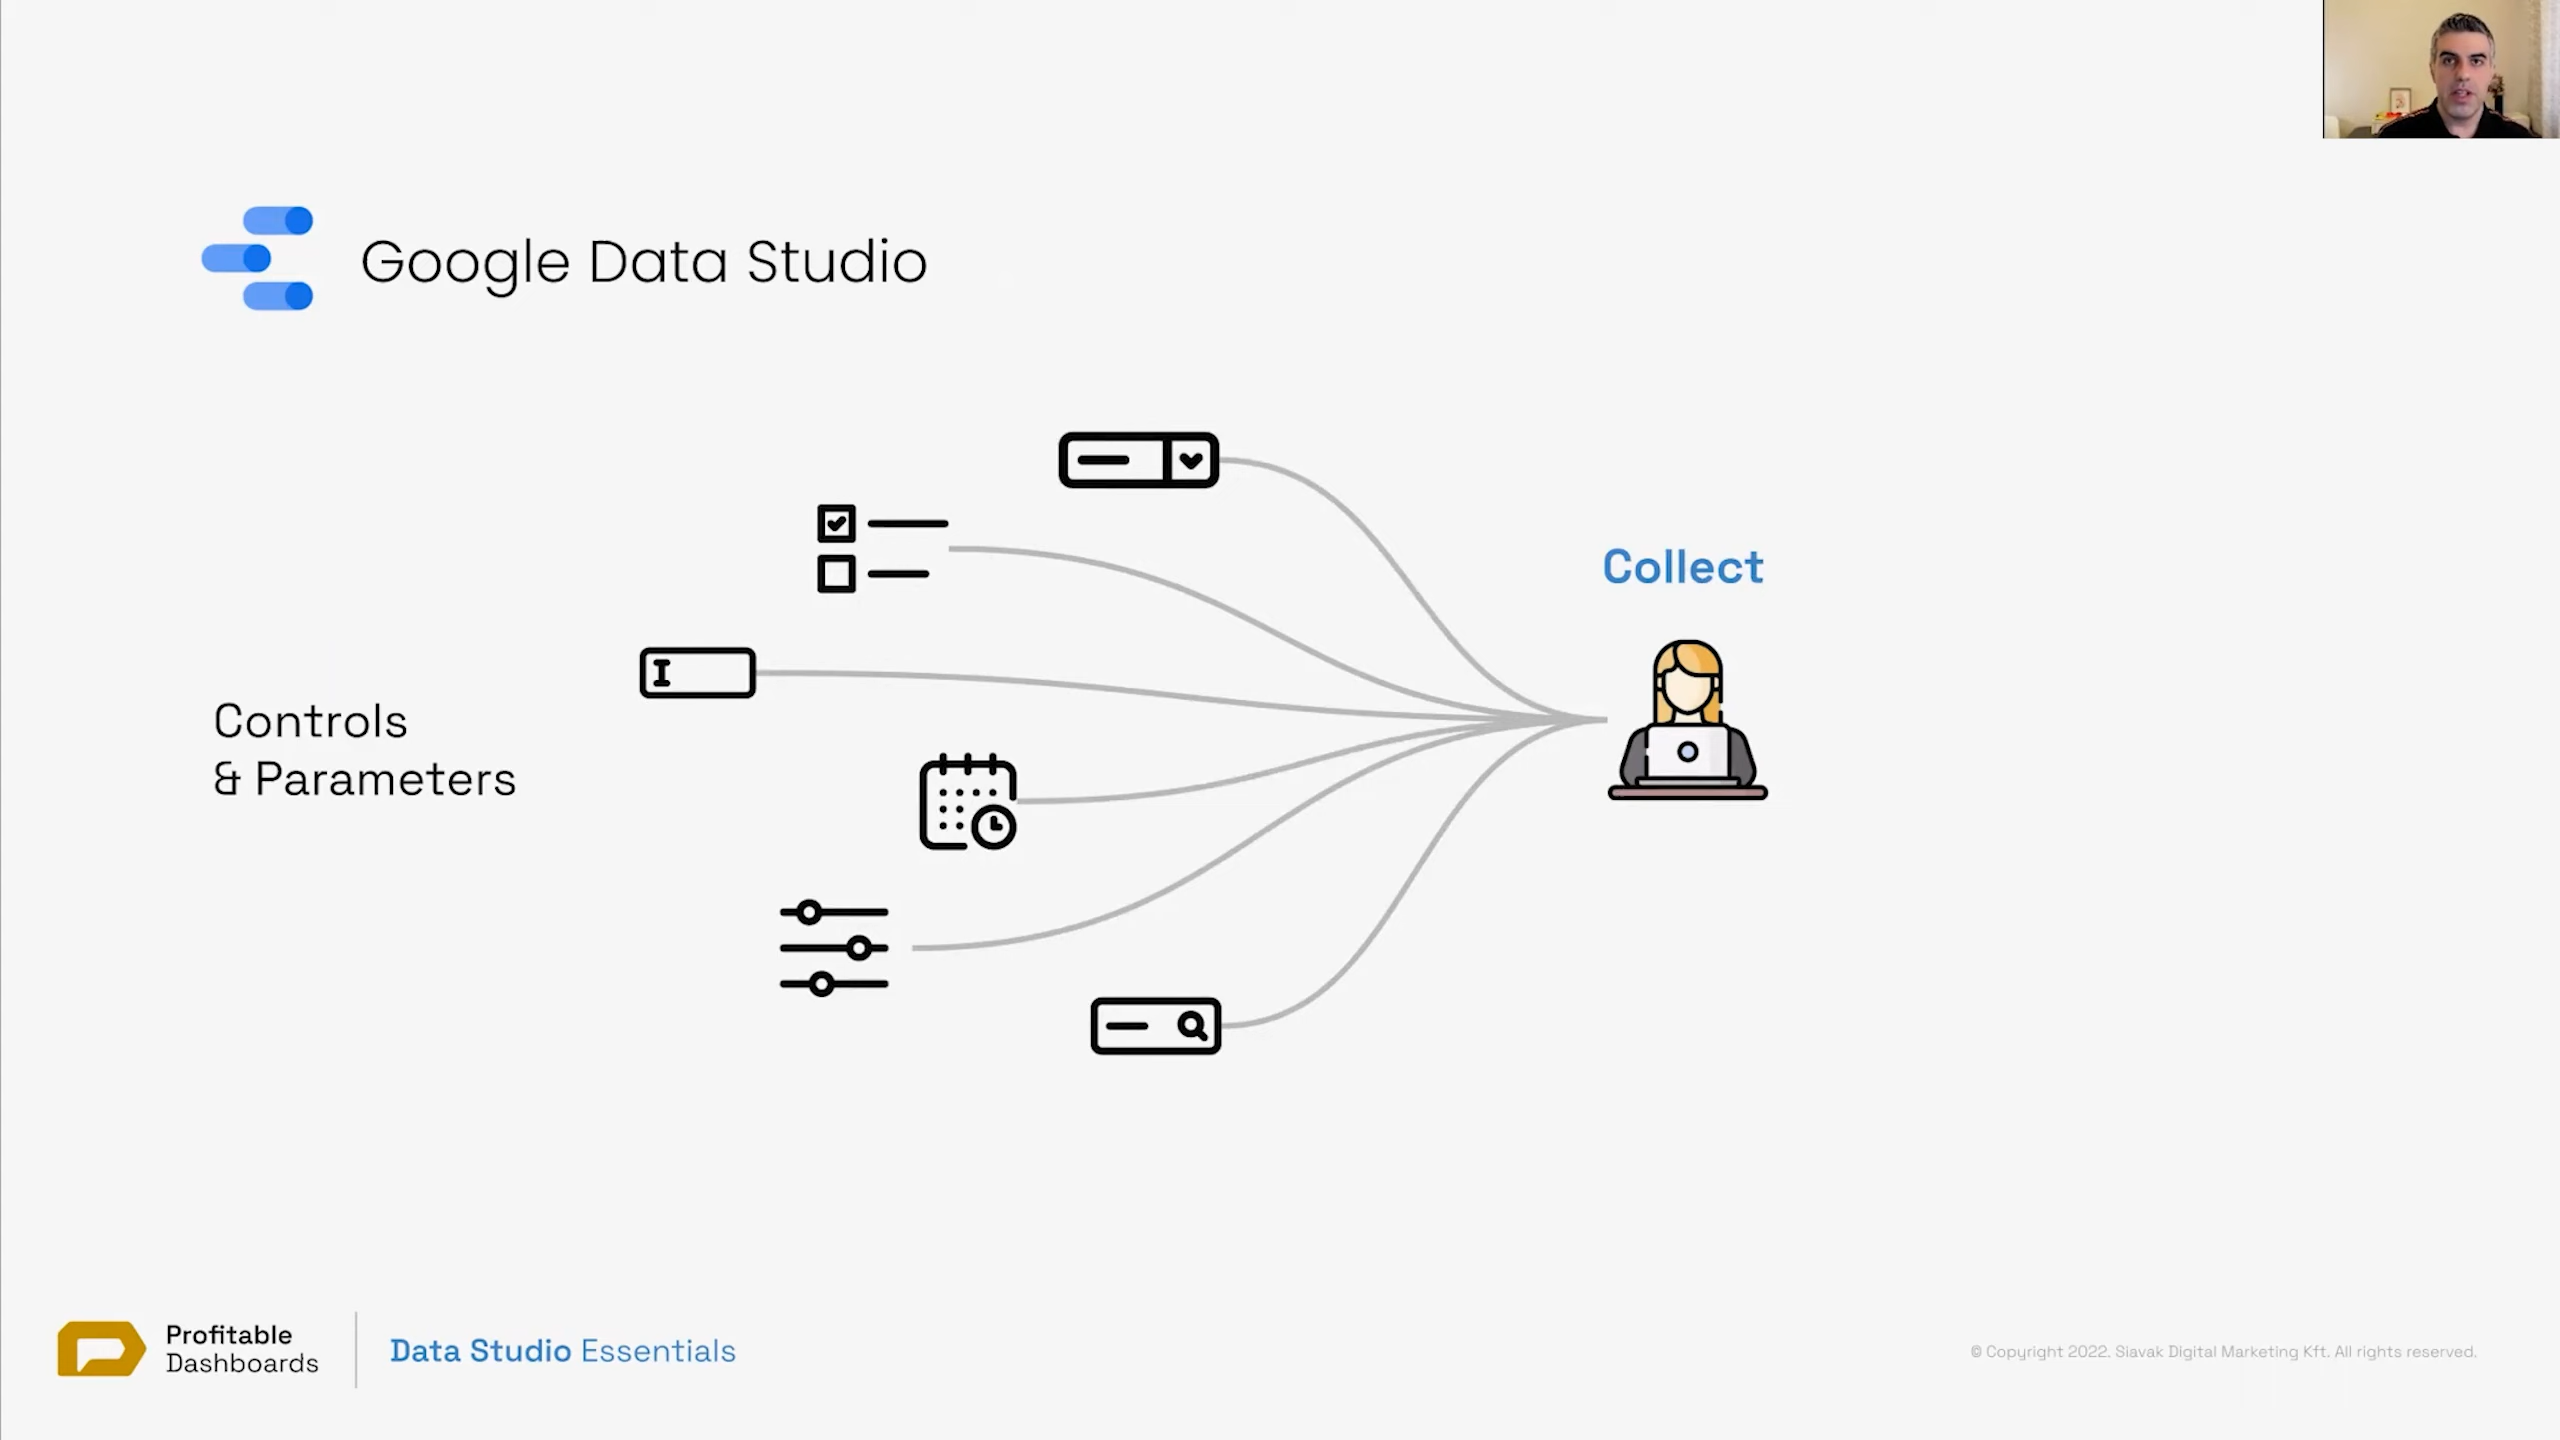 Google Data Studio
Collect
Controls
& Parameters
Profitable
Dashboards
Data Studio Essentials
© Copyright 2022. Siavak Digital Marketing Kft. All rights reserved.